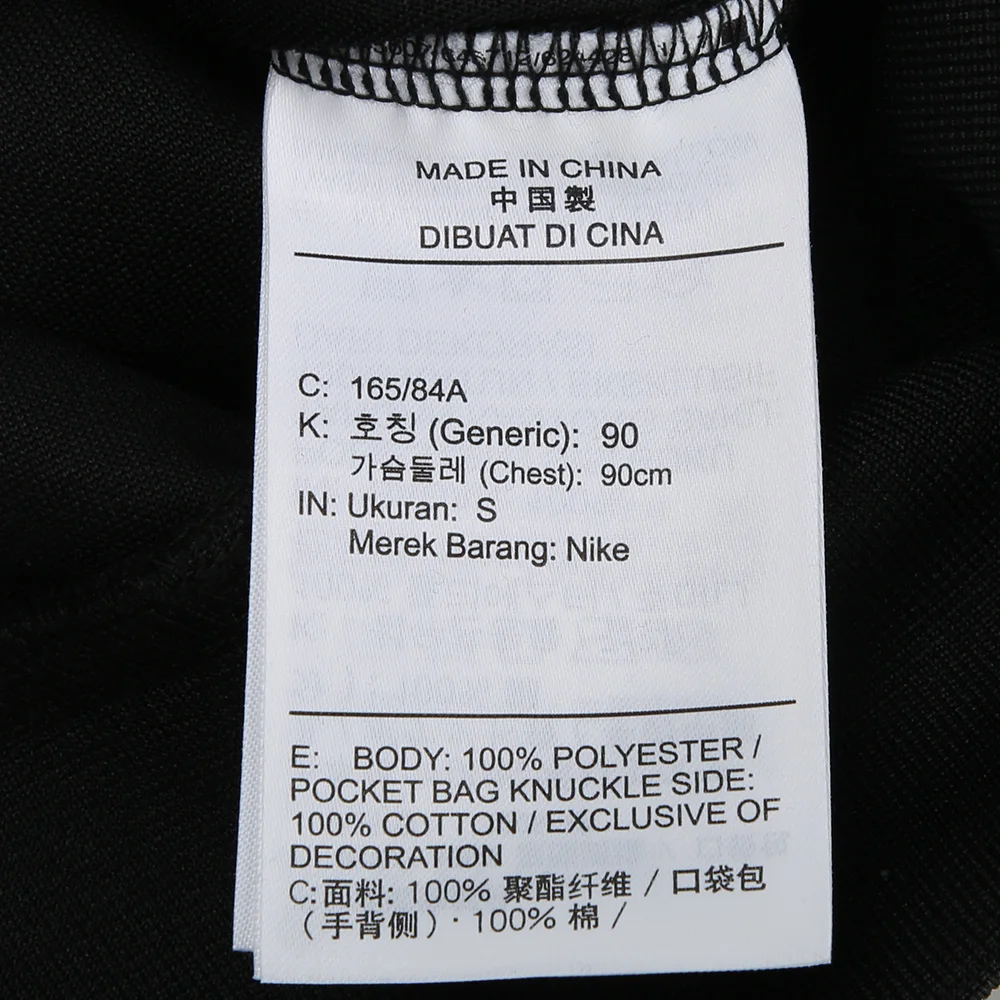 MADE IN CHINA
中国製
DIBUAT DI CINA
C: 165/84A
K: 호칭 (Generic): 90
가슴둘레 (Chest): 90cm
IN: Ukuran: S
Merek Barang: Nike
E: BODY: 100% POLYESTER /
POCKET BAG KNUCKLE SIDE:
100% COTTON / EXCLUSIVE OF
DECORATION
C:面料: 100% 聚酯纤维 / 口袋包
（手背侧）· 100% 棉 /